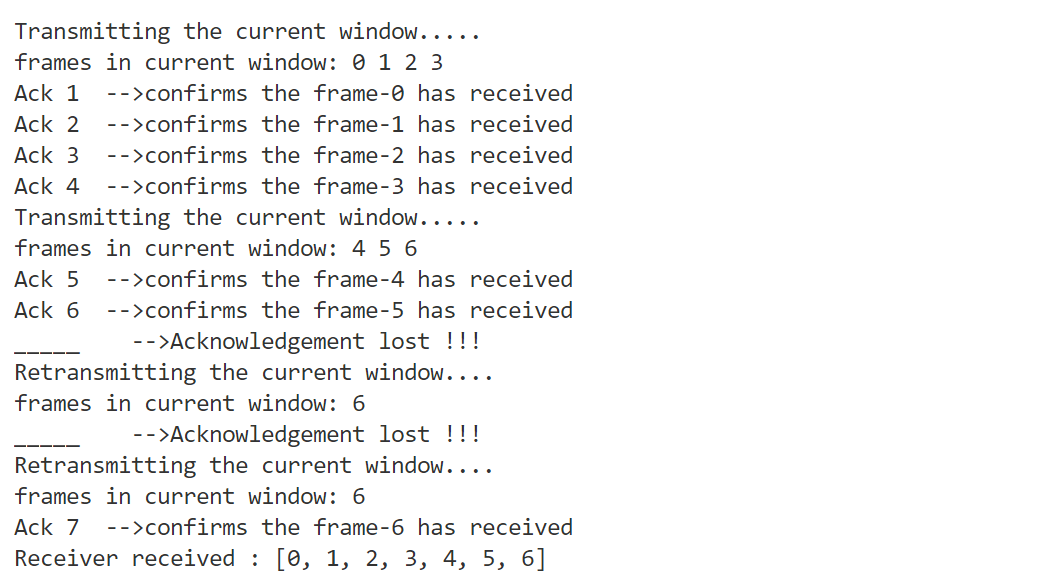 Transmitting the current window.....
frames in current window: 0 1 2 3
Ack 1  -->confirms the frame-0 has received
Ack 2  -->confirms the frame-1 has received
Ack 3  -->confirms the frame-2 has received
Ack 4  -->confirms the frame-3 has received
Transmitting the current window.....
frames in current window: 4 5 6
Ack 5  -->confirms the frame-4 has received
Ack 6  -->confirms the frame-5 has received
_____    -->Acknowledgement lost !!!
Retransmitting the current window....
frames in current window: 6
_____    -->Acknowledgement lost !!!
Retransmitting the current window....
frames in current window: 6
Ack 7  -->confirms the frame-6 has received
Receiver received : [0, 1, 2, 3, 4, 5, 6]